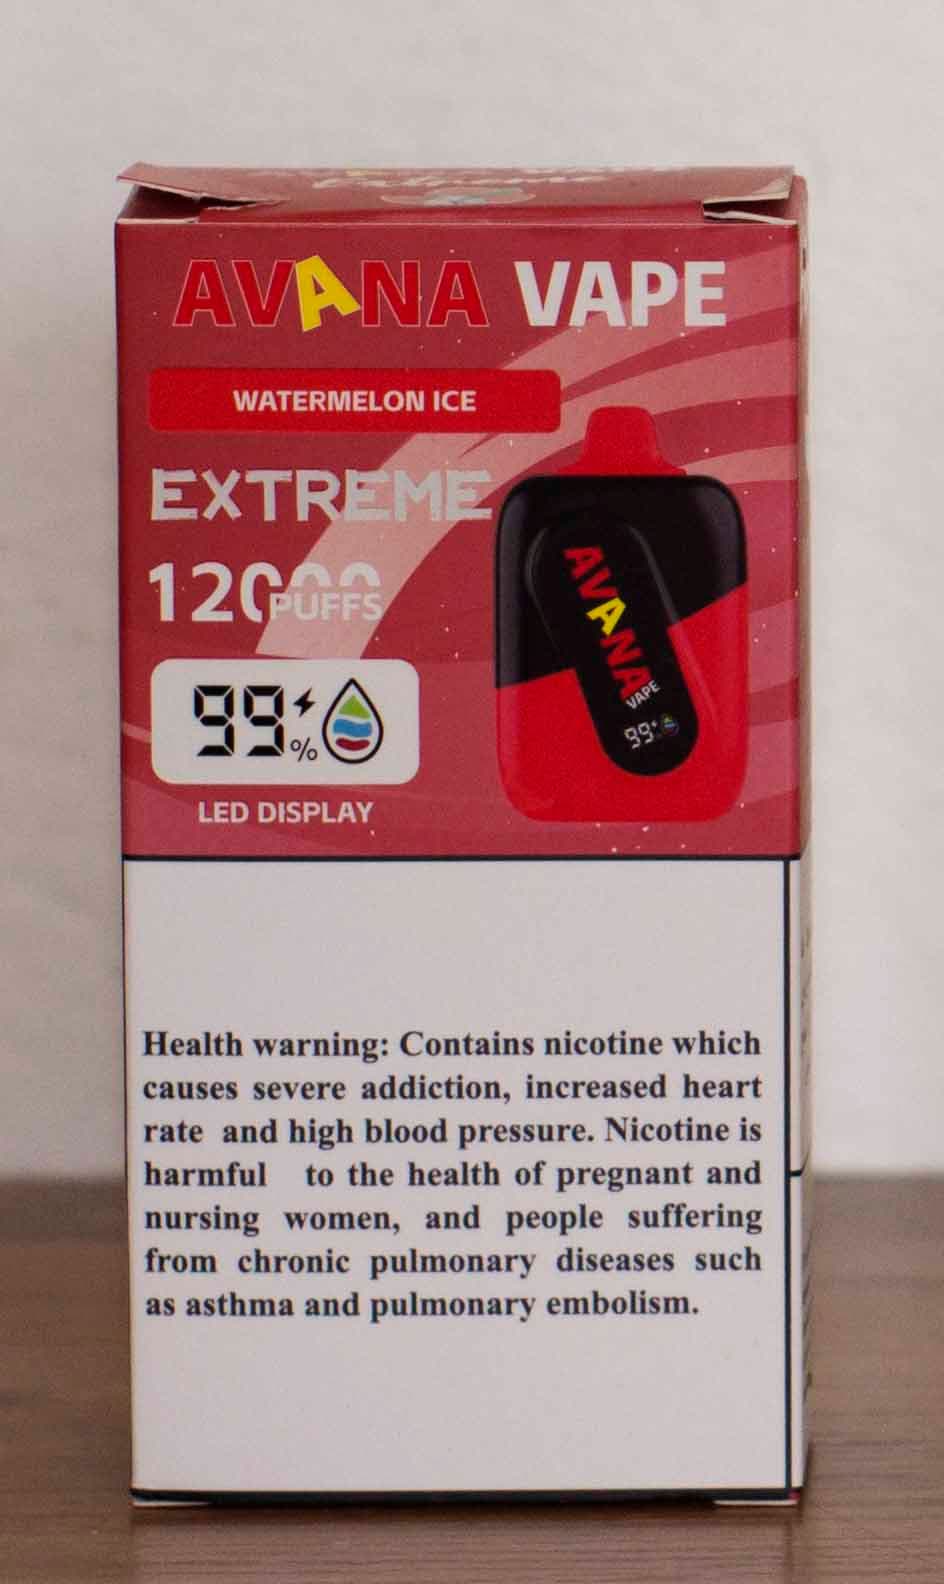 AVANA VAPE
WATERMELON ICE
EXTREME
12000
PUFFS
99%
LED DISPLAY
AVANA
VAPE
99
Health warning: Contains nicotine which
causes severe addiction, increased heart
rate and high blood pressure. Nicotine is
harmful to the health of pregnant and
nursing women, and people suffering
from chronic pulmonary diseases such
as asthma and pulmonary embolism.